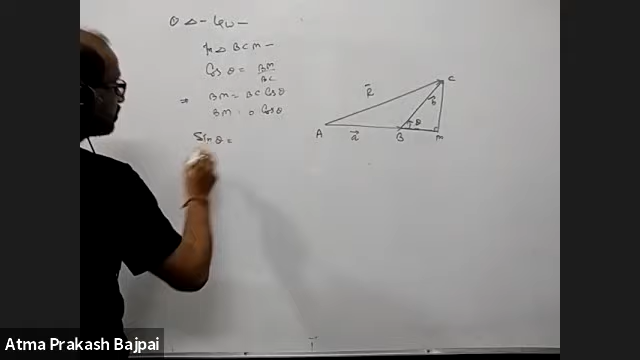 In △ BCM -
Cos θ = BM/BC
⇒ BM = BC Cos θ
BM = b Cos θ
Sin θ =
R⃗
C
b⃗
θ
A
a⃗
B
M
Atma Prakash Bajpai